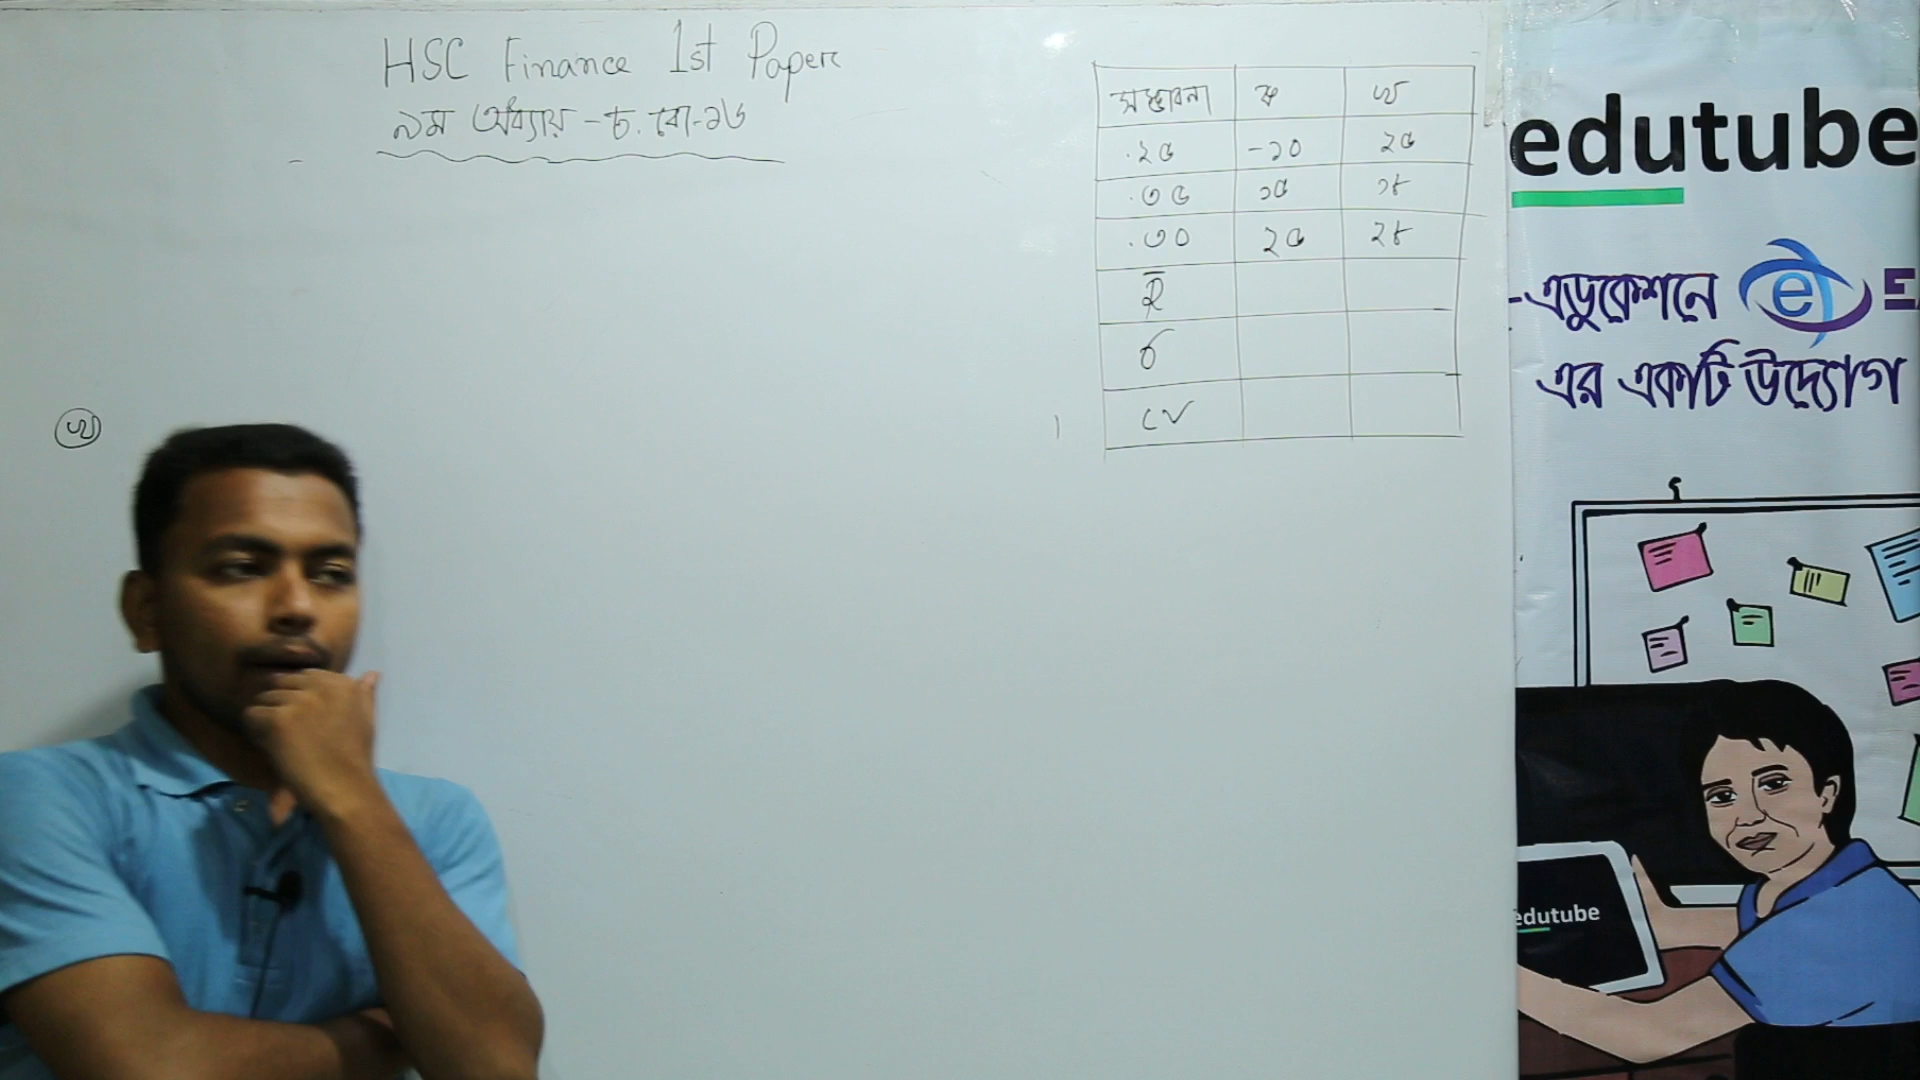 HSC Finance 1st Paper
৯ম অধ্যায় - চ. বো-১৬
সম্ভাবনা ক খ
.২৫ -১০ ২৫
.৩৫ ১৫ ১৮
.৩০ ২৫ ২৮
R̄
σ
CV
খ
edutube
-এডুকেশনে e E
এর একটি উদ্যোগ
edutube